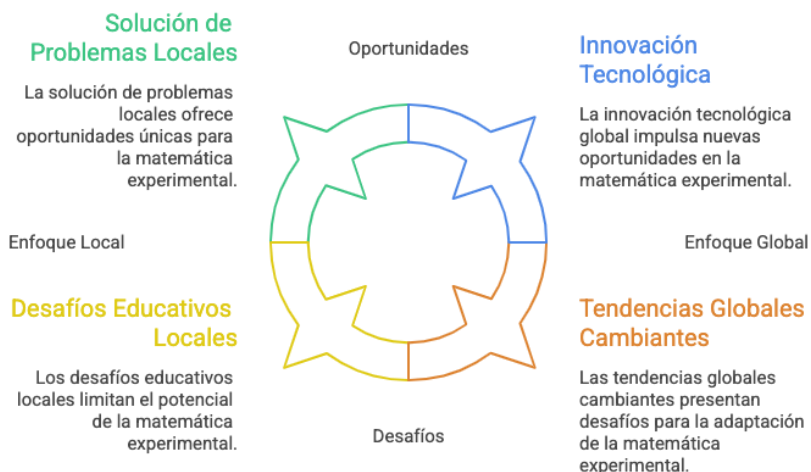 Solución de
Problemas Locales
La solución de problemas
locales ofrece
oportunidades únicas para
la matemática
experimental.
Oportunidades
Innovación
Tecnológica
La innovación tecnológica
global impulsa nuevas
oportunidades en la
matemática experimental.
Enfoque Local
Enfoque Global
Desafíos Educativos
Locales
Los desafíos educativos
locales limitan el potencial
de la matemática
experimental.
Desafíos
Tendencias Globales
Cambiantes
Las tendencias globales
cambiantes presentan
desafíos para la adaptación
de la matemática
experimental.